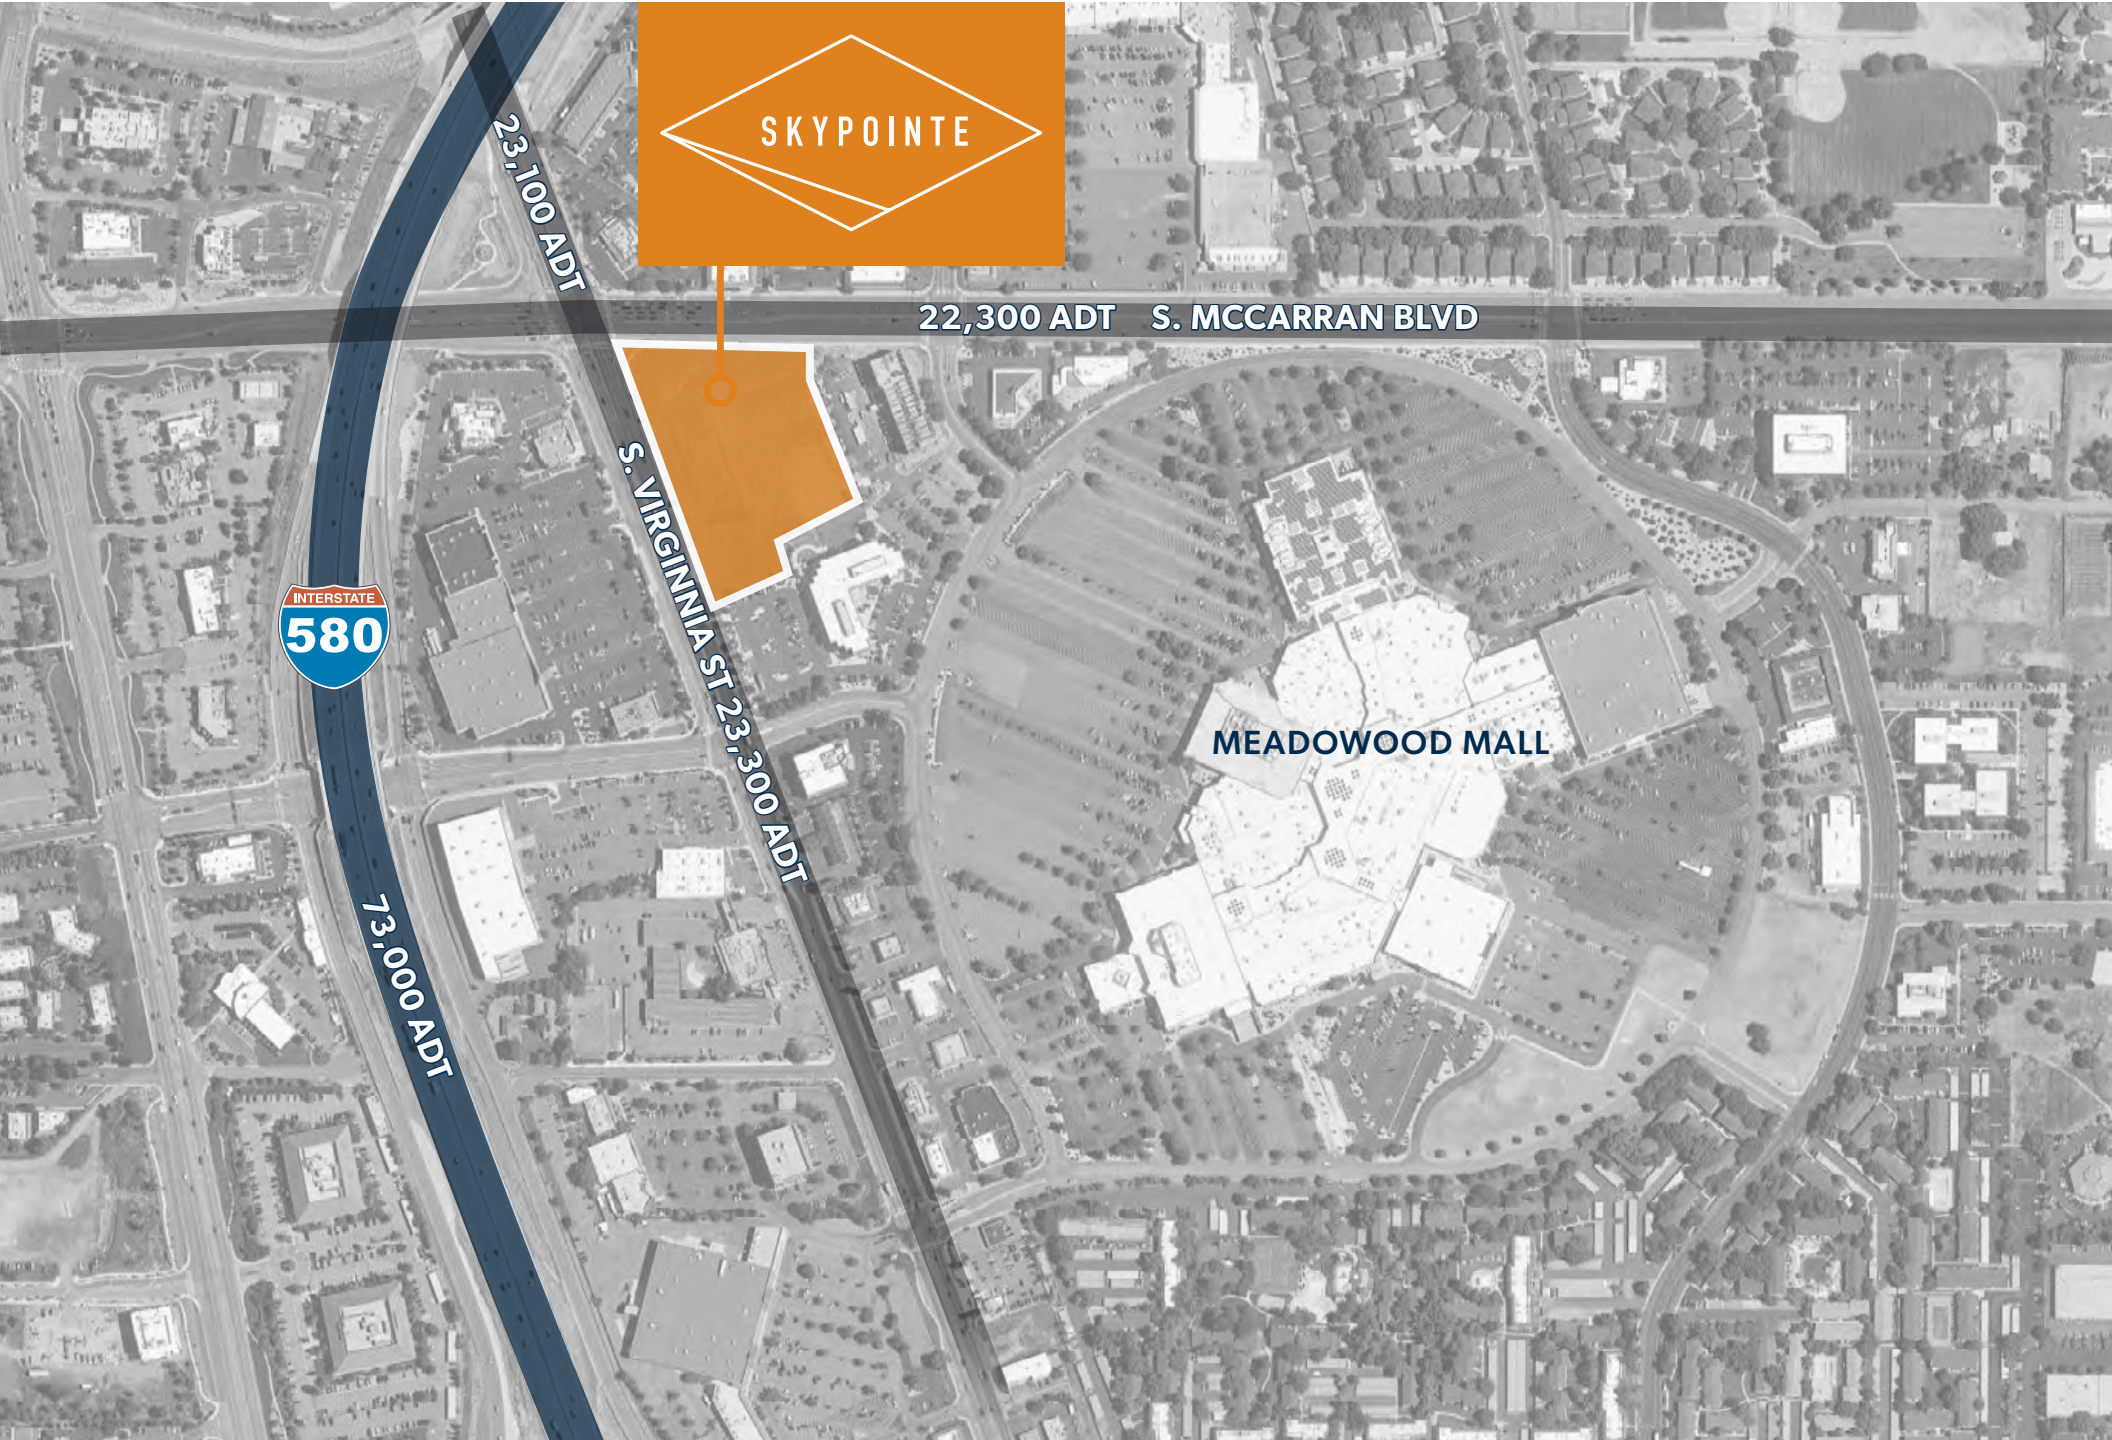 SKYPOINTE
23,100 ADT
22,300 ADT S. MCCARRAN BLVD
S. VIRGINNIA ST 23,300 ADT
INTERSTATE
580
MEADOWOOD MALL
73,000 ADT